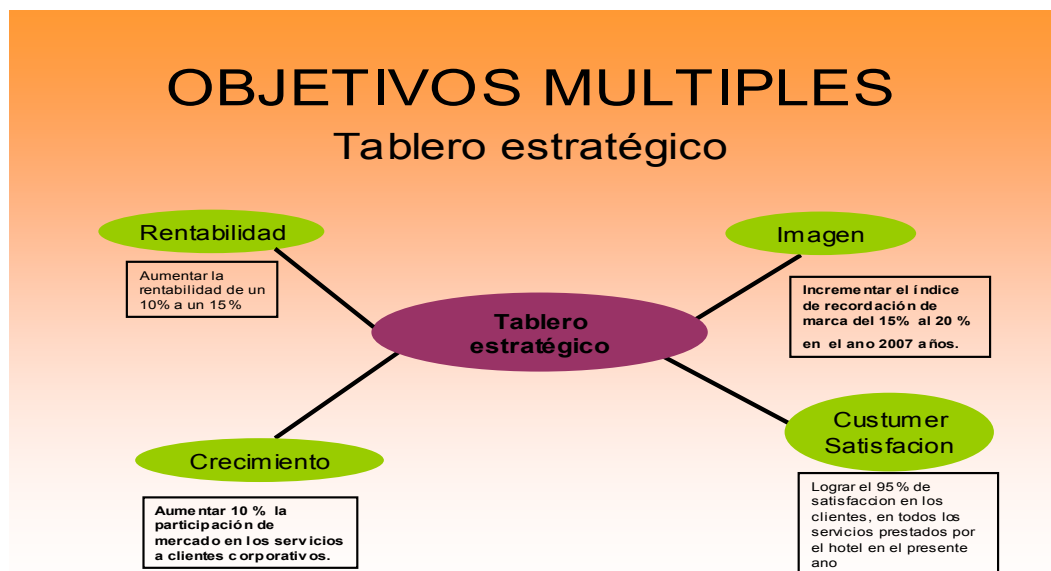 OBJETIVOS MULTIPLES
Tablero estratégico
Rentabilidad
Aumentar la
rentabilidad de un
10% a un 15%
Imagen
Incrementar el índice
de recordación de
marca del 15% al 20 %
en el ano 2007 años.
Tablero
estratégico
Crecimiento
Aumentar 10 % la
participación de
mercado en los servicios
a clientes corporativos.
Custumer
Satisfacion
Lograr el 95% de
satisfaccion en los
clientes, en todos los
servicios prestados por
el hotel en el presente
ano